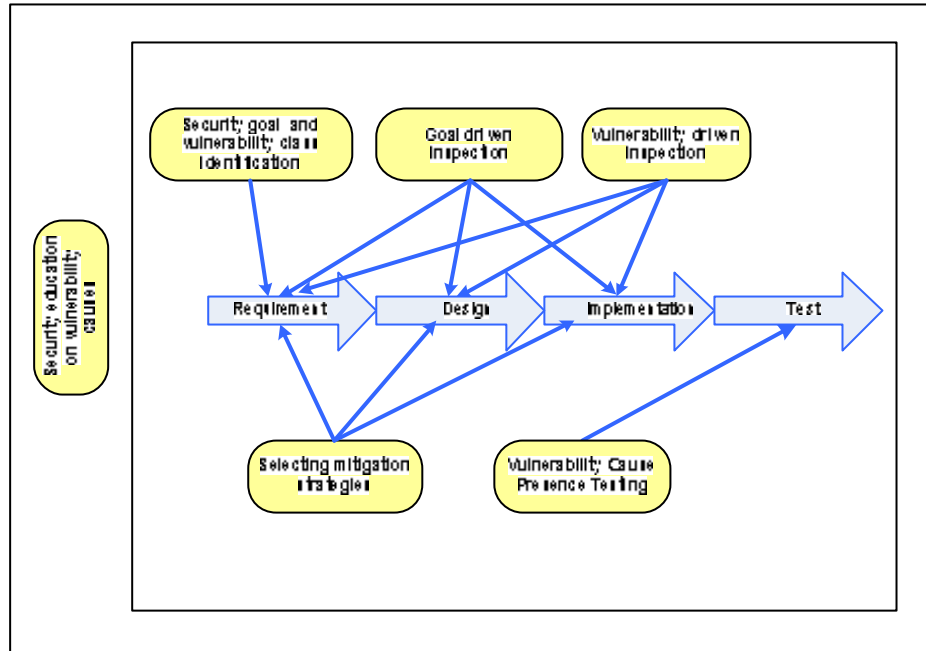 Security goal and
vulnerability class
identification
Goal driven
inspection
Vulnerability driven
inspection
Security education
on vulnerability
causes
Requirement
Design
Implementation
Test
Selecting mitigation
strategies
Vulnerability Cause
Presence Testing